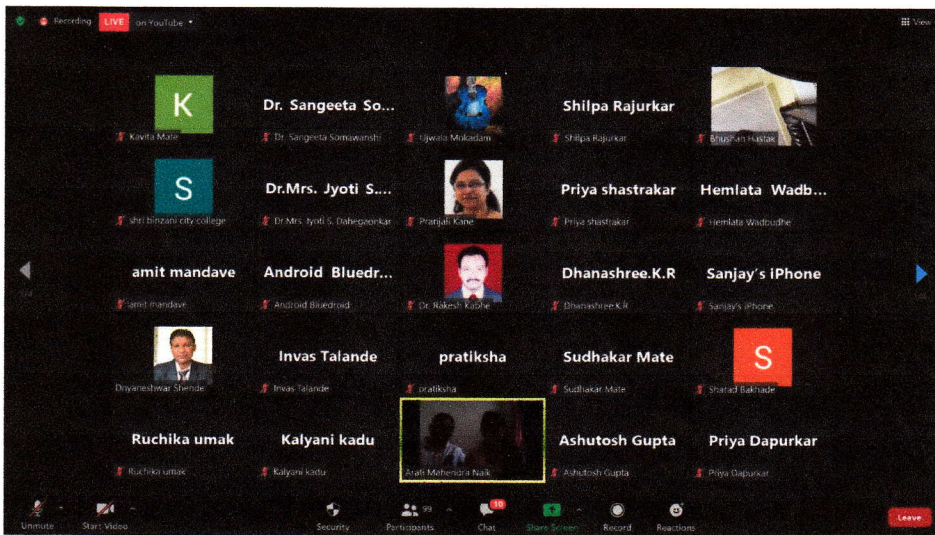 Recording LIVE on YouTube
View
K
Dr. Sangeeta So...
Shilpa Rajurkar
Kavita Mate
Dr. Sangeeta Somawanshi
Ujwala Mokadam
Shilpa Rajurkar
Bhushan Hastak
S
Dr.Mrs. Jyoti S....
Priya shastrakar
Hemlata Wadb...
shri binzani city college
Dr.Mrs. Jyoti S. Dahegaonkar
Pranjali Kane
Priya shastrakar
Hemlata Wadbudhe
amit mandave
Android Bluedr...
Dhanashree.K.R
Sanjay's iPhone
amit mandave
Android Bluedroid
Dr. Rakesh Kabhe
Dhanashree.K.R
Sanjay's iPhone
Invas Talande
pratiksha
Sudhakar Mate
S
Dnyaneshwar Shende
Invas Talande
pratiksha
Sudhakar Mate
Sharad Bakhade
Ruchika umak
Kalyani kadu
Ashutosh Gupta
Priya Dapurkar
Ruchika umak
Kalyani kadu
Arati Mahendra Naik
Ashutosh Gupta
Priya Dapurkar
Unmute
Start Video
Security
99
Participants
10
Chat
Share Screen
Record
Reactions
Leave